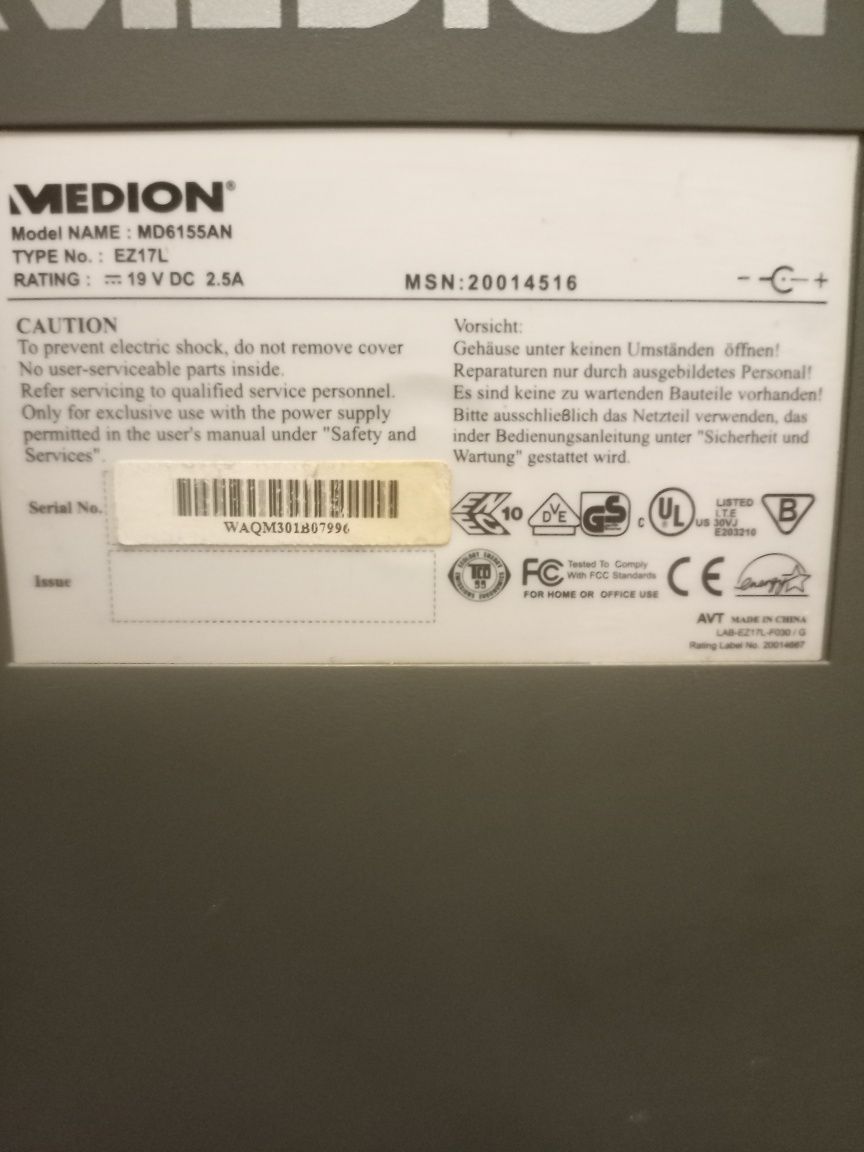 MEDION
MEDION®
Model NAME : MD6155AN
TYPE No. : EZ17L
RATING : ⎓ 19 V DC 2.5A
MSN:20014516
- +
CAUTION
To prevent electric shock, do not remove cover
No user-serviceable parts inside.
Refer servicing to qualified service personnel.
Only for exclusive use with the power supply
permitted in the user's manual under "Safety and
Services".
Vorsicht:
Gehäuse unter keinen Umständen öffnen!
Reparaturen nur durch ausgebildetes Personal!
Es sind keine zu wartenden Bauteile vorhanden!
Bitte ausschließlich das Netzteil verwenden, das
inder Bedienungsanleitung unter "Sicherheit und
Wartung" gestattet wird.
Serial No.
WAQM301B07996
Issue
10
DVE
GS
C UL US
LISTED
I.T.E
30VJ
E203210
B
TCO
99
FC
Tested To Comply
With FCC Standards
FOR HOME OR OFFICE USE
CE
energy
AVT MADE IN CHINA
LAB-EZ17L-F030 / G
Rating Label No. 20014667